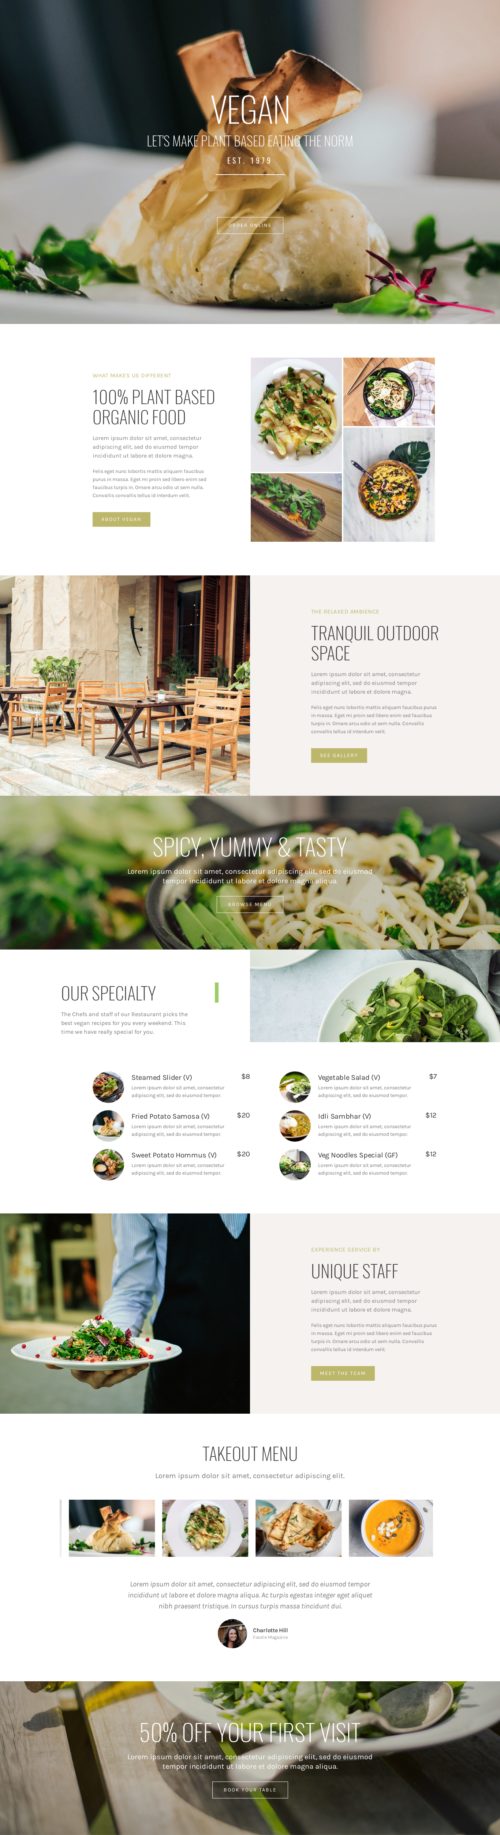 VEGAN
LET'S MAKE PLANT BASED EATING THE NORM
EST. 1979
ORDER ONLINE
WHAT MAKES US DIFFERENT
100% PLANT BASED
ORGANIC FOOD
Lorem ipsum dolor sit amet, consectetur
adipiscing elit, sed do eiusmod tempor
incididunt ut labore et dolore magna.
Felis eget nunc lobortis mattis aliquam faucibus
purus in massa. Eget mi proin sed libero enim sed
faucibus turpis in. Ornare arcu odio ut sem nulla.
Convallis convallis tellus id interdum velit.
ABOUT VEGAN
THE RELAXED AMBIENCE
TRANQUIL OUTDOOR
SPACE
Lorem ipsum dolor sit amet, consectetur
adipiscing elit, sed do eiusmod tempor
incididunt ut labore et dolore magna.
Felis eget nunc lobortis mattis aliquam faucibus purus
in massa. Eget mi proin sed libero enim sed faucibus
turpis in. Ornare arcu odio ut sem nulla. Convallis
convallis tellus id interdum velit.
SEE GALLERY
SPICY, YUMMY & TASTY
Lorem ipsum dolor sit amet, consectetur adipiscing elit, sed do eiusmod
tempor incididunt ut labore et dolore magna aliqua.
BROWSE MENU
OUR SPECIALTY
The Chefs and staff of our Restaurant picks the
best vegan recipes for you every weekend. This
time we have really special for you.
Steamed Slider (V) $8
Lorem ipsum dolor sit amet, consectetur
adipiscing elit, sed do eiusmod tempor.
Fried Potato Samosa (V) $20
Lorem ipsum dolor sit amet, consectetur
adipiscing elit, sed do eiusmod tempor.
Sweet Potato Hommus (V) $20
Lorem ipsum dolor sit amet, consectetur
adipiscing elit, sed do eiusmod tempor.
Vegetable Salad (V) $7
Lorem ipsum dolor sit amet, consectetur
adipiscing elit, sed do eiusmod tempor.
Idli Sambhar (V) $12
Lorem ipsum dolor sit amet, consectetur
adipiscing elit, sed do eiusmod tempor.
Veg Noodles Special (GF) $12
Lorem ipsum dolor sit amet, consectetur
adipiscing elit, sed do eiusmod tempor.
EXPERIENCE SERVICE BY
UNIQUE STAFF
Lorem ipsum dolor sit amet, consectetur
adipiscing elit, sed do eiusmod tempor
incididunt ut labore et dolore magna.
Felis eget nunc lobortis mattis aliquam faucibus purus
in massa. Eget mi proin sed libero enim sed faucibus
turpis in. Ornare arcu odio ut sem nulla. Convallis
convallis tellus id interdum velit.
MEET THE TEAM
TAKEOUT MENU
Lorem ipsum dolor sit amet, consectetur adipiscing elit.
Lorem ipsum dolor sit amet, consectetur adipiscing elit, sed do eiusmod tempor
incididunt ut labore et dolore magna aliqua. Ac turpis egestas integer eget aliquet
nibh praesent tristique. In cursus turpis massa tincidunt dui.
Charlotte Hill
Magazine
50% OFF YOUR FIRST VISIT
Lorem ipsum dolor sit amet, consectetur adipiscing elit, sed do eiusmod
tempor incididunt ut labore et dolore magna aliqua.
BOOK YOUR TABLE